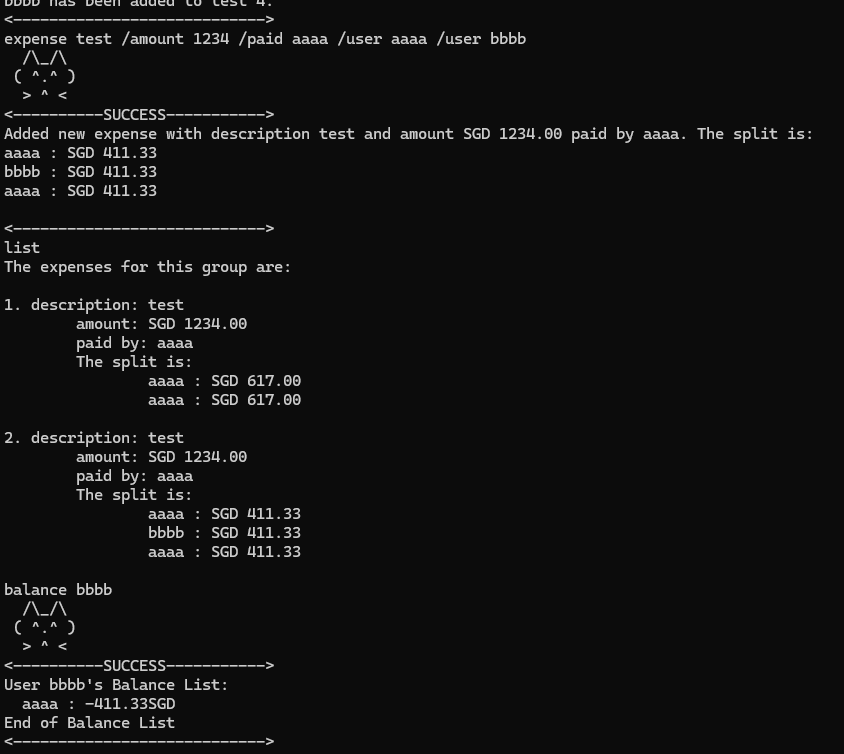 bbbb has been added to test 4.
<---------------------------->
expense test /amount 1234 /paid aaaa /user aaaa /user bbbb
  /\_/\
 ( ^.^ )
  > ^ <
<----------SUCCESS----------->
Added new expense with description test and amount SGD 1234.00 paid by aaaa. The split is:
aaaa : SGD 411.33
bbbb : SGD 411.33
aaaa : SGD 411.33
<---------------------------->
list
The expenses for this group are:
1. description: test
        amount: SGD 1234.00
        paid by: aaaa
        The split is:
                aaaa : SGD 617.00
                aaaa : SGD 617.00
2. description: test
        amount: SGD 1234.00
        paid by: aaaa
        The split is:
                aaaa : SGD 411.33
                bbbb : SGD 411.33
                aaaa : SGD 411.33
balance bbbb
  /\_/\
 ( ^.^ )
  > ^ <
<----------SUCCESS----------->
User bbbb's Balance List:
  aaaa : -411.33SGD
End of Balance List
<---------------------------->